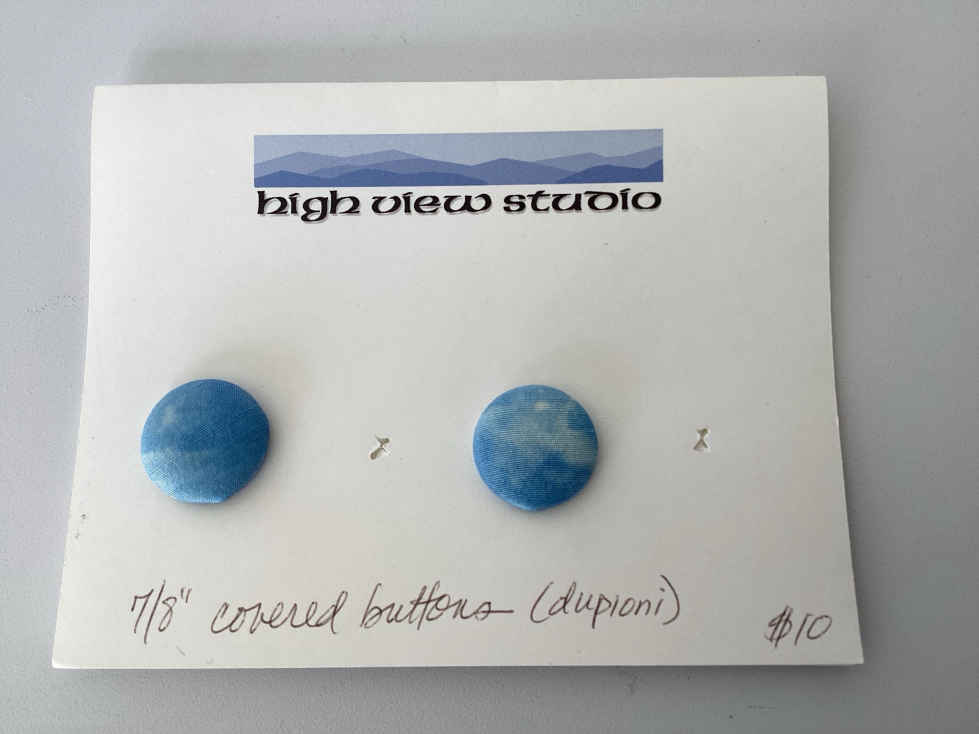 high view studio
7/8" covered buttons (dupioni)
$10